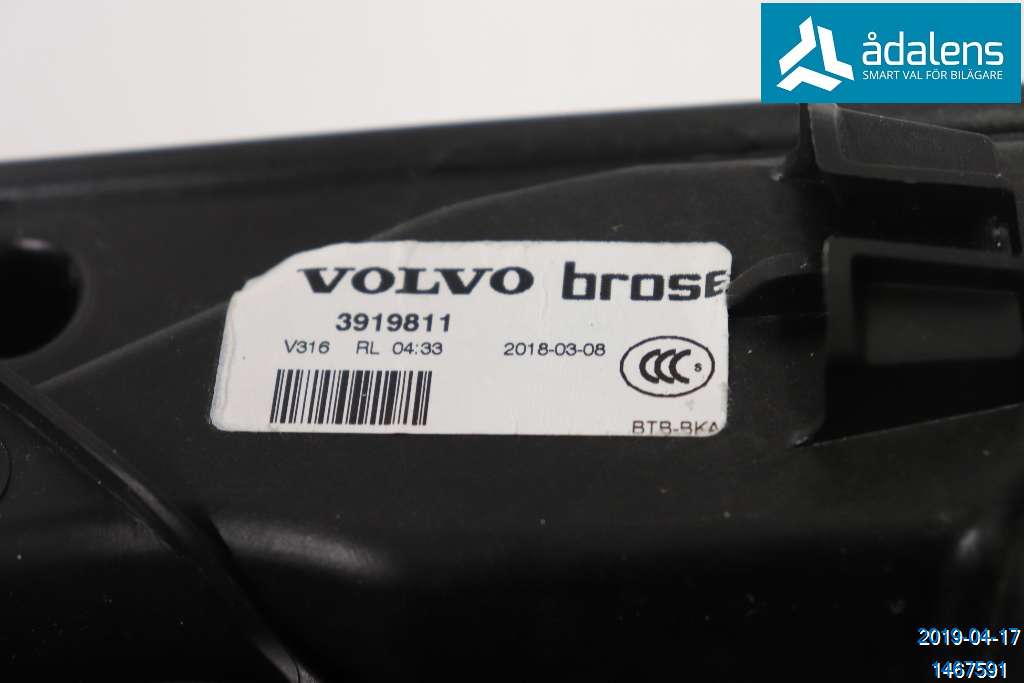 ådalens
SMART VAL FÖR BILÄGARE
VOLVO brose
3919811
V316 RL 04:33 2018-03-08
CCC S
BTB-BKA
2019-04-17
1467591